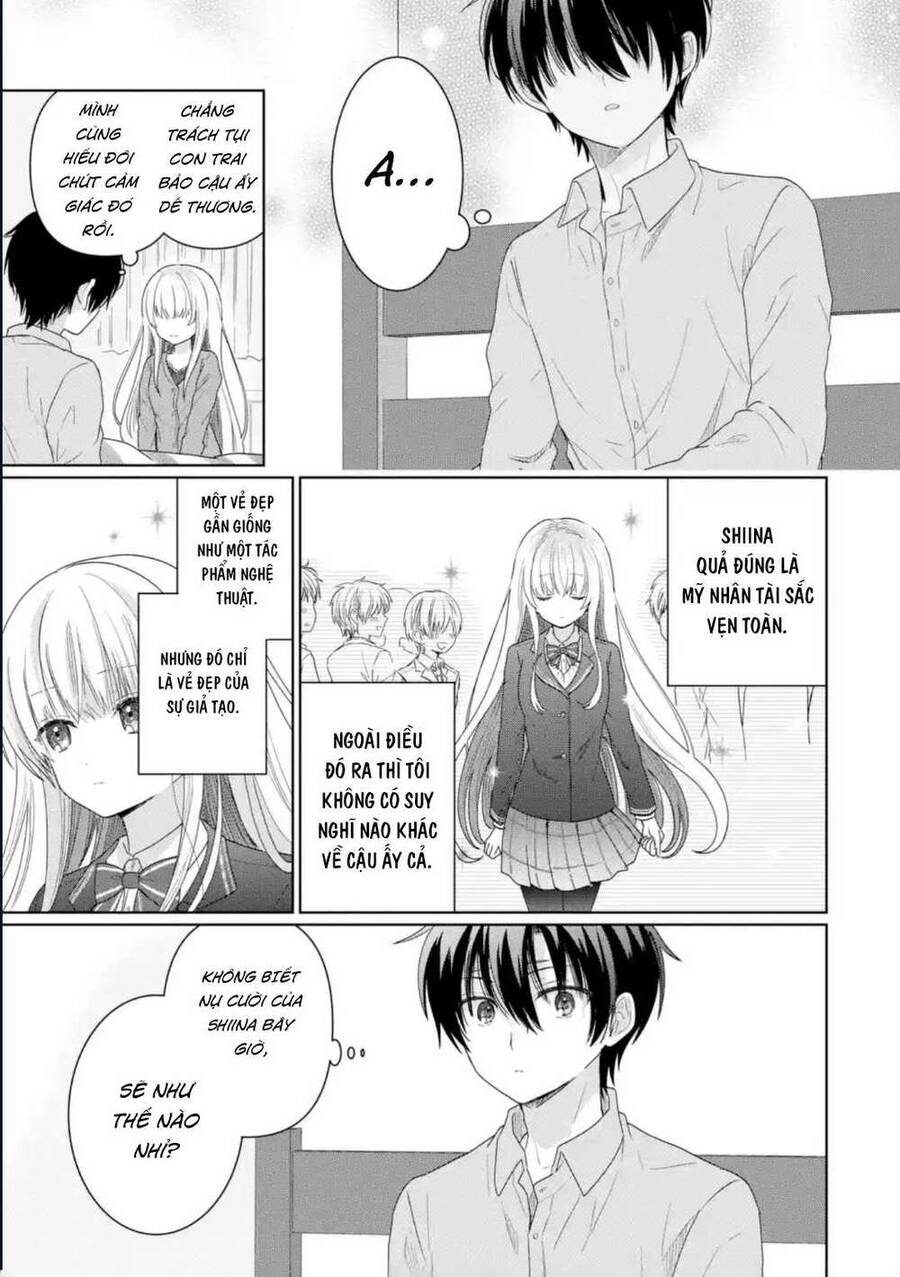 A...
CHẲNG
TRÁCH TỤI
CON TRAI
BẢO CẬU ẤY
DỄ THƯƠNG.
MÌNH
CŨNG
HIỂU ĐÔI
CHÚT CẢM
GIÁC ĐÓ
RỒI.
SHIINA
QUẢ ĐÚNG LÀ
MỸ NHÂN TÀI SẮC
VẸN TOÀN.
NGOÀI ĐIỀU
ĐÓ RA THÌ TÔI
KHÔNG CÓ SUY
NGHĨ NÀO KHÁC
VỀ CẬU ẤY CẢ.
MỘT VẺ ĐẸP
GẦN GIỐNG
NHƯ MỘT TÁC
PHẨM NGHỆ
THUẬT.
NHƯNG ĐÓ CHỈ
LÀ VẺ ĐẸP CỦA
SỰ GIẢ TẠO.
KHÔNG BIẾT
NỤ CƯỜI CỦA
SHIINA BÂY
GIỜ,
SẼ NHƯ
THẾ NÀO
NHỈ?